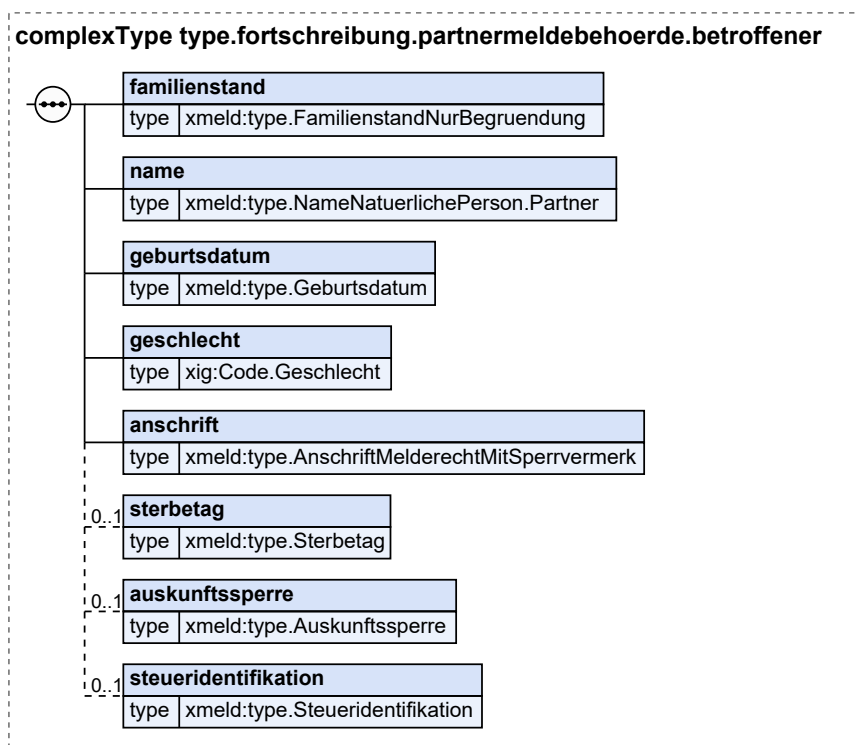 complexType type.fortschreibung.partnermeldebehoerde.betroffener
familienstand
type xmeld:type.FamilienstandNurBegruendung
name
type xmeld:type.NameNatuerlichePerson.Partner
geburtsdatum
type xmeld:type.Geburtsdatum
geschlecht
type xig:Code.Geschlecht
anschrift
type xmeld:type.AnschriftMelderechtMitSperrvermerk
0..1 sterbetag
type xmeld:type.Sterbetag
0..1 auskunftssperre
type xmeld:type.Auskunftssperre
0..1 steueridentifikation
type xmeld:type.Steueridentifikation